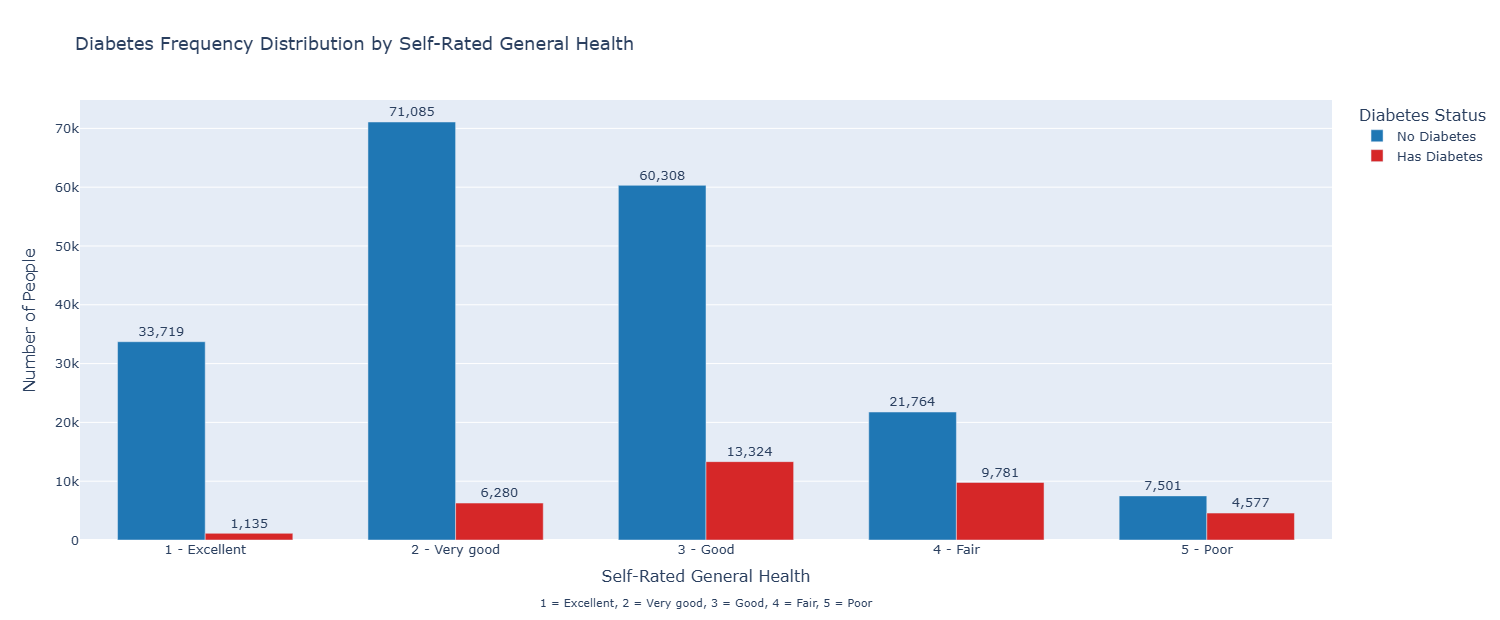 Diabetes Frequency Distribution by Self-Rated General Health
Diabetes Status
No Diabetes
Has Diabetes
Number of People
70k
60k
50k
40k
30k
20k
10k
0
33,719
1,135
71,085
6,280
60,308
13,324
21,764
9,781
7,501
4,577
1 - Excellent
2 - Very good
3 - Good
4 - Fair
5 - Poor
Self-Rated General Health
1 = Excellent, 2 = Very good, 3 = Good, 4 = Fair, 5 = Poor